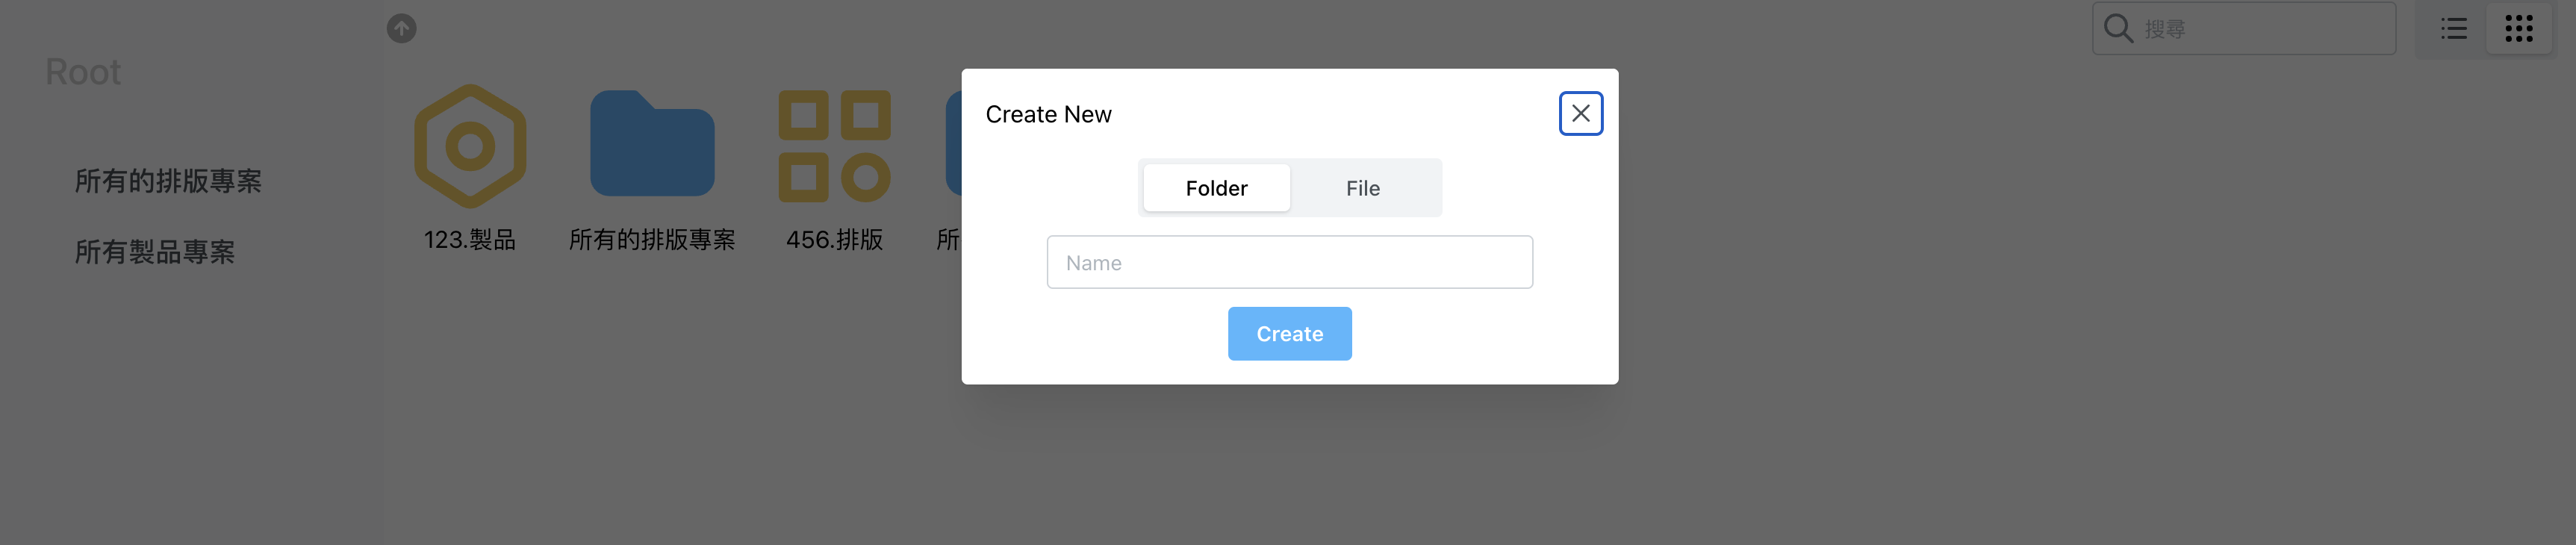 Root
搜尋
所有的排版專案
所有製品專案
123.製品
所有的排版專案
456.排版
所
Create New
Folder
File
Name
Create